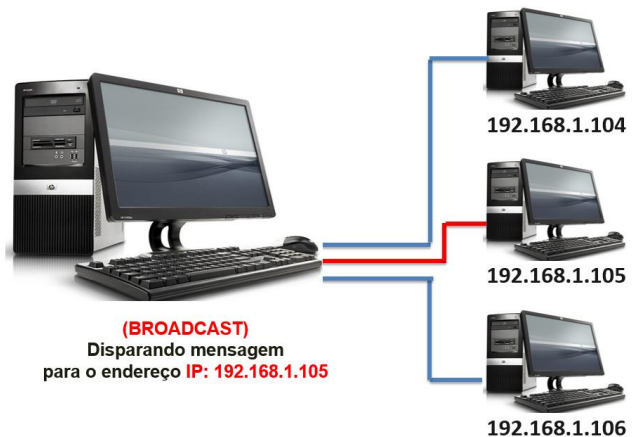 192.168.1.104
192.168.1.105
(BROADCAST)
Disparando mensagem
para o endereço IP: 192.168.1.105
192.168.1.106